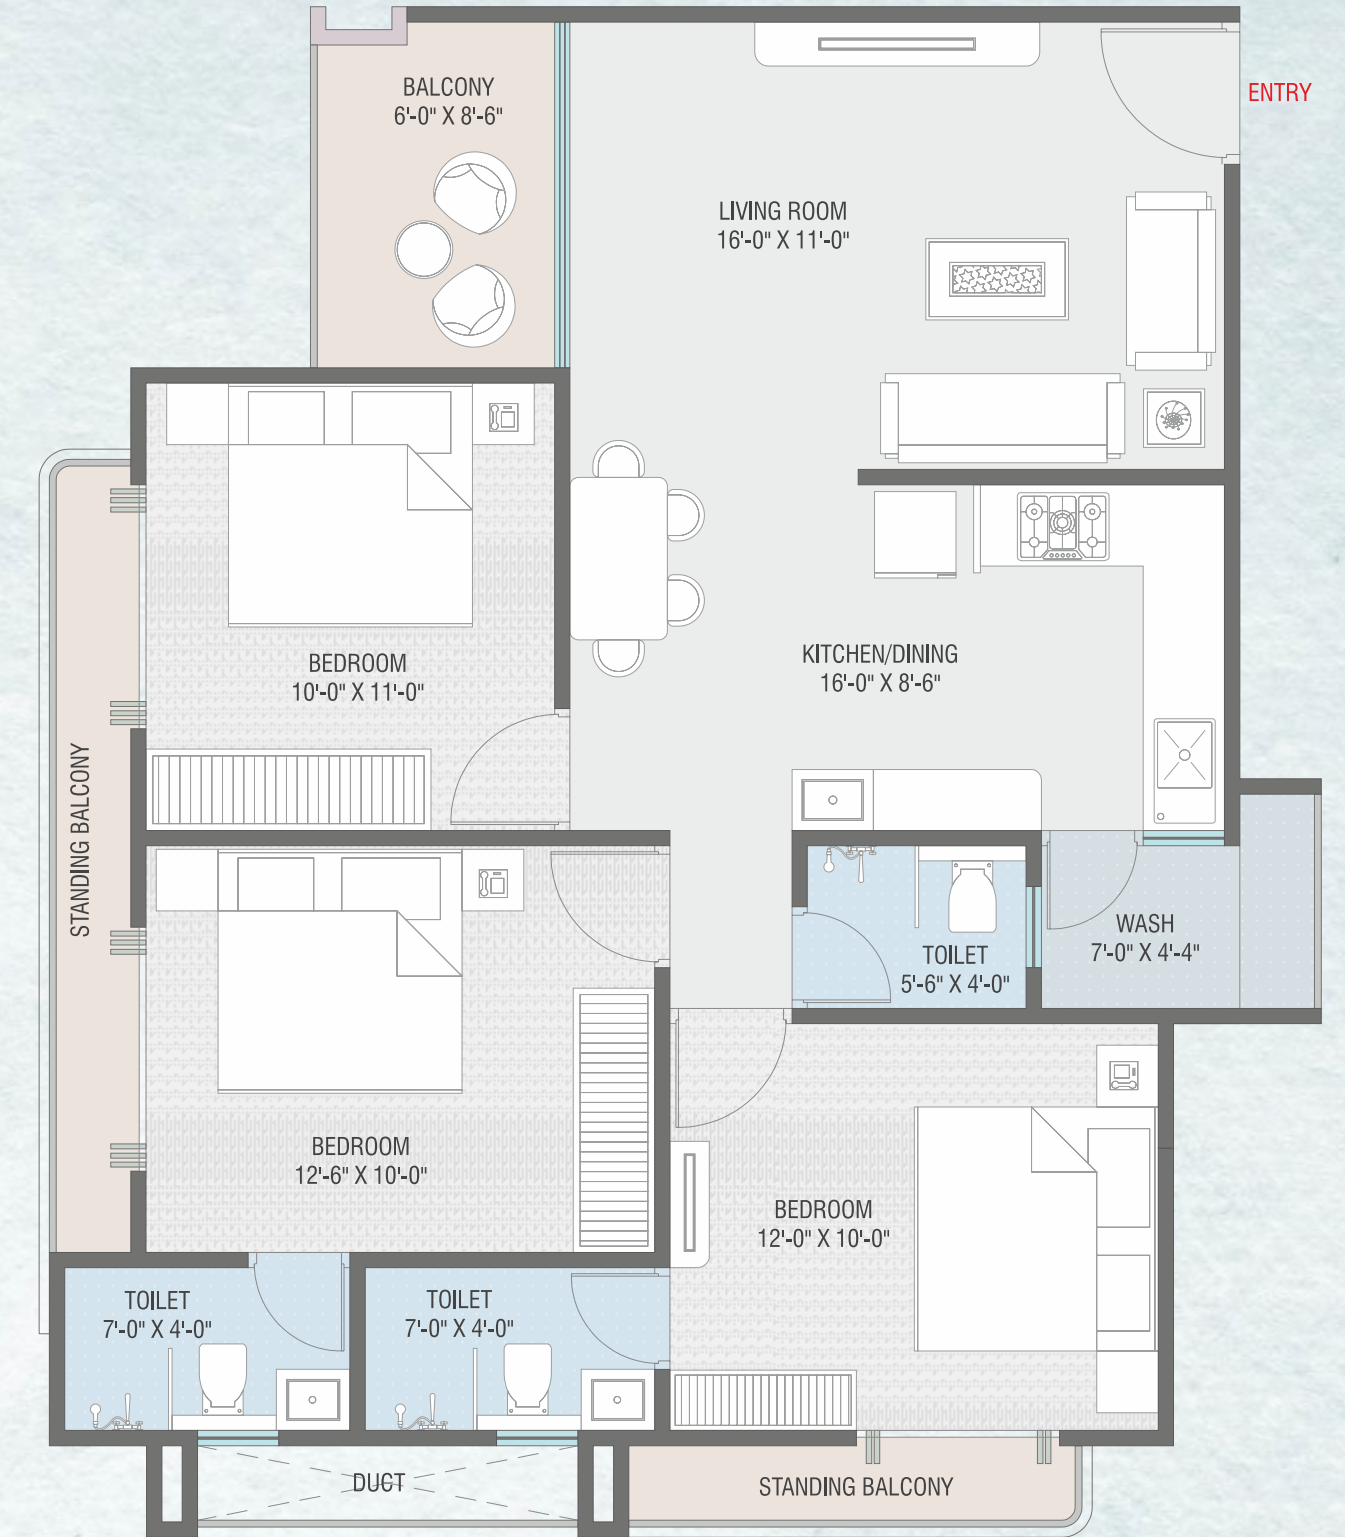 BALCONY
6'-0" X 8'-6"
ENTRY
LIVING ROOM
16'-0" X 11'-0"
BEDROOM
10'-0" X 11'-0"
KITCHEN/DINING
16'-0" X 8'-6"
STANDING BALCONY
WASH
7'-0" X 4'-4"
TOILET
5'-6" X 4'-0"
BEDROOM
12'-6" X 10'-0"
BEDROOM
12'-0" X 10'-0"
TOILET
7'-0" X 4'-0"
TOILET
7'-0" X 4'-0"
DUCT
STANDING BALCONY